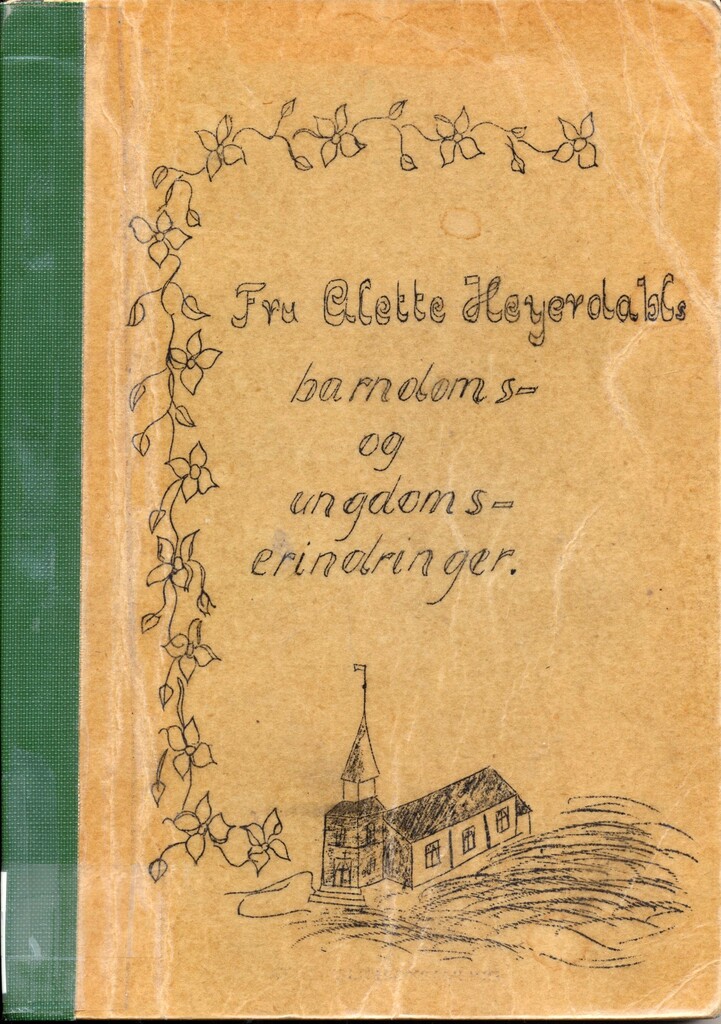 Fru Alette Heyerdahls
barndoms-
og
ungdoms-
erindringer.